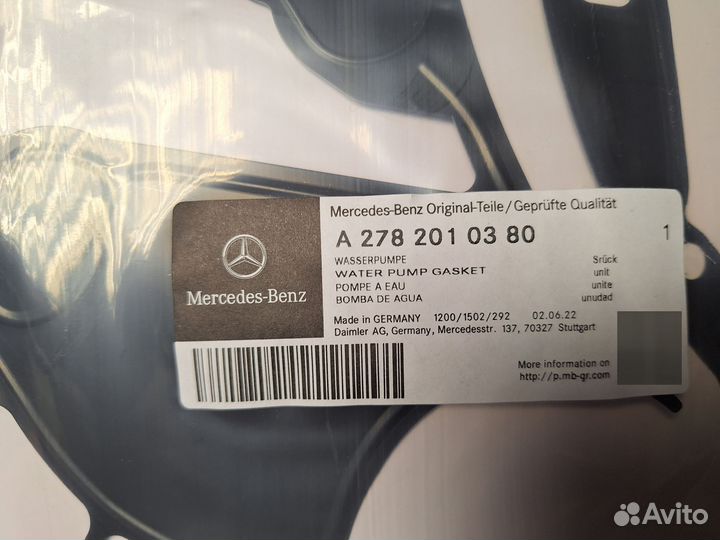 Mercedes-Benz
Mercedes-Benz Original-Teile/Geprüfte Qualität
A 278 201 03 80 1
WASSERPUMPE Srück
WATER PUMP GASKET unit
POMPE A EAU unite
BOMBA DE AGUA unudad
Made in GERMANY 1200/1502/292 02.06.22
Daimler AG, Germany, Mercedesstr. 137, 70327 Stuttgart
More information on
http://p.mb-qr.com
Avito